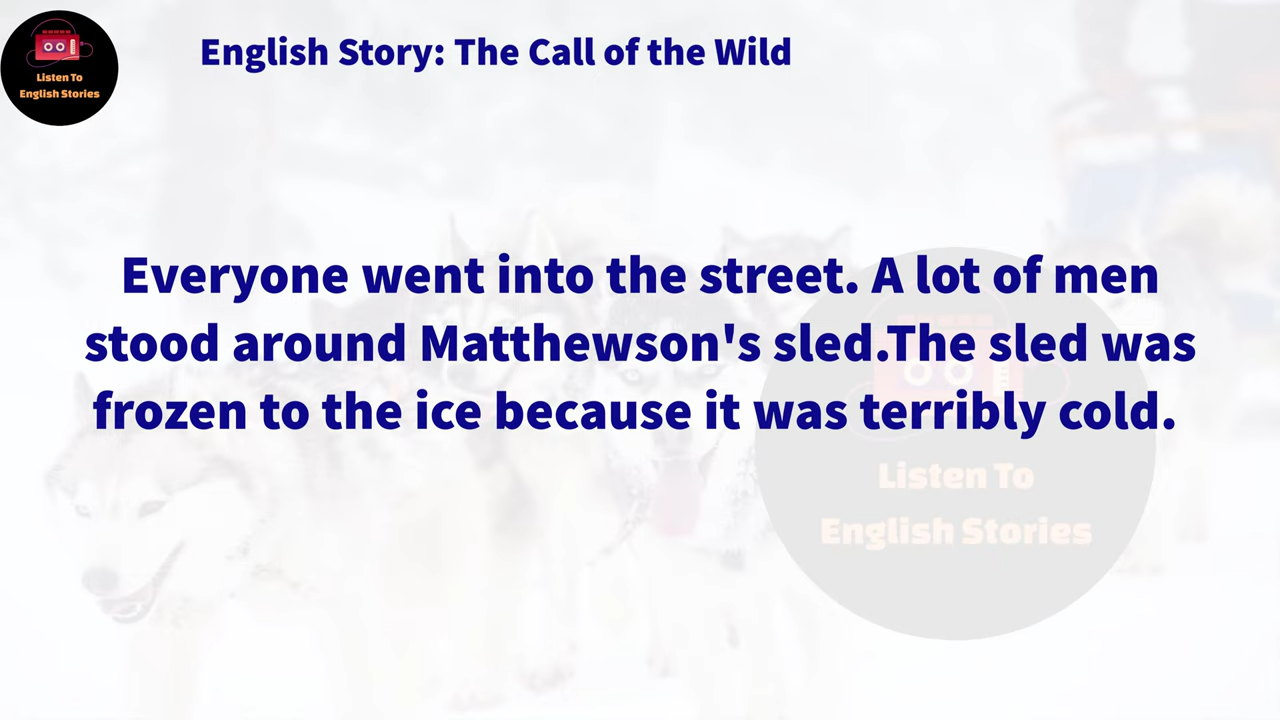 Listen To
English Stories
English Story: The Call of the Wild
Everyone went into the street. A lot of men
stood around Matthewson's sled.The sled was
frozen to the ice because it was terribly cold.
Listen To
English Stories